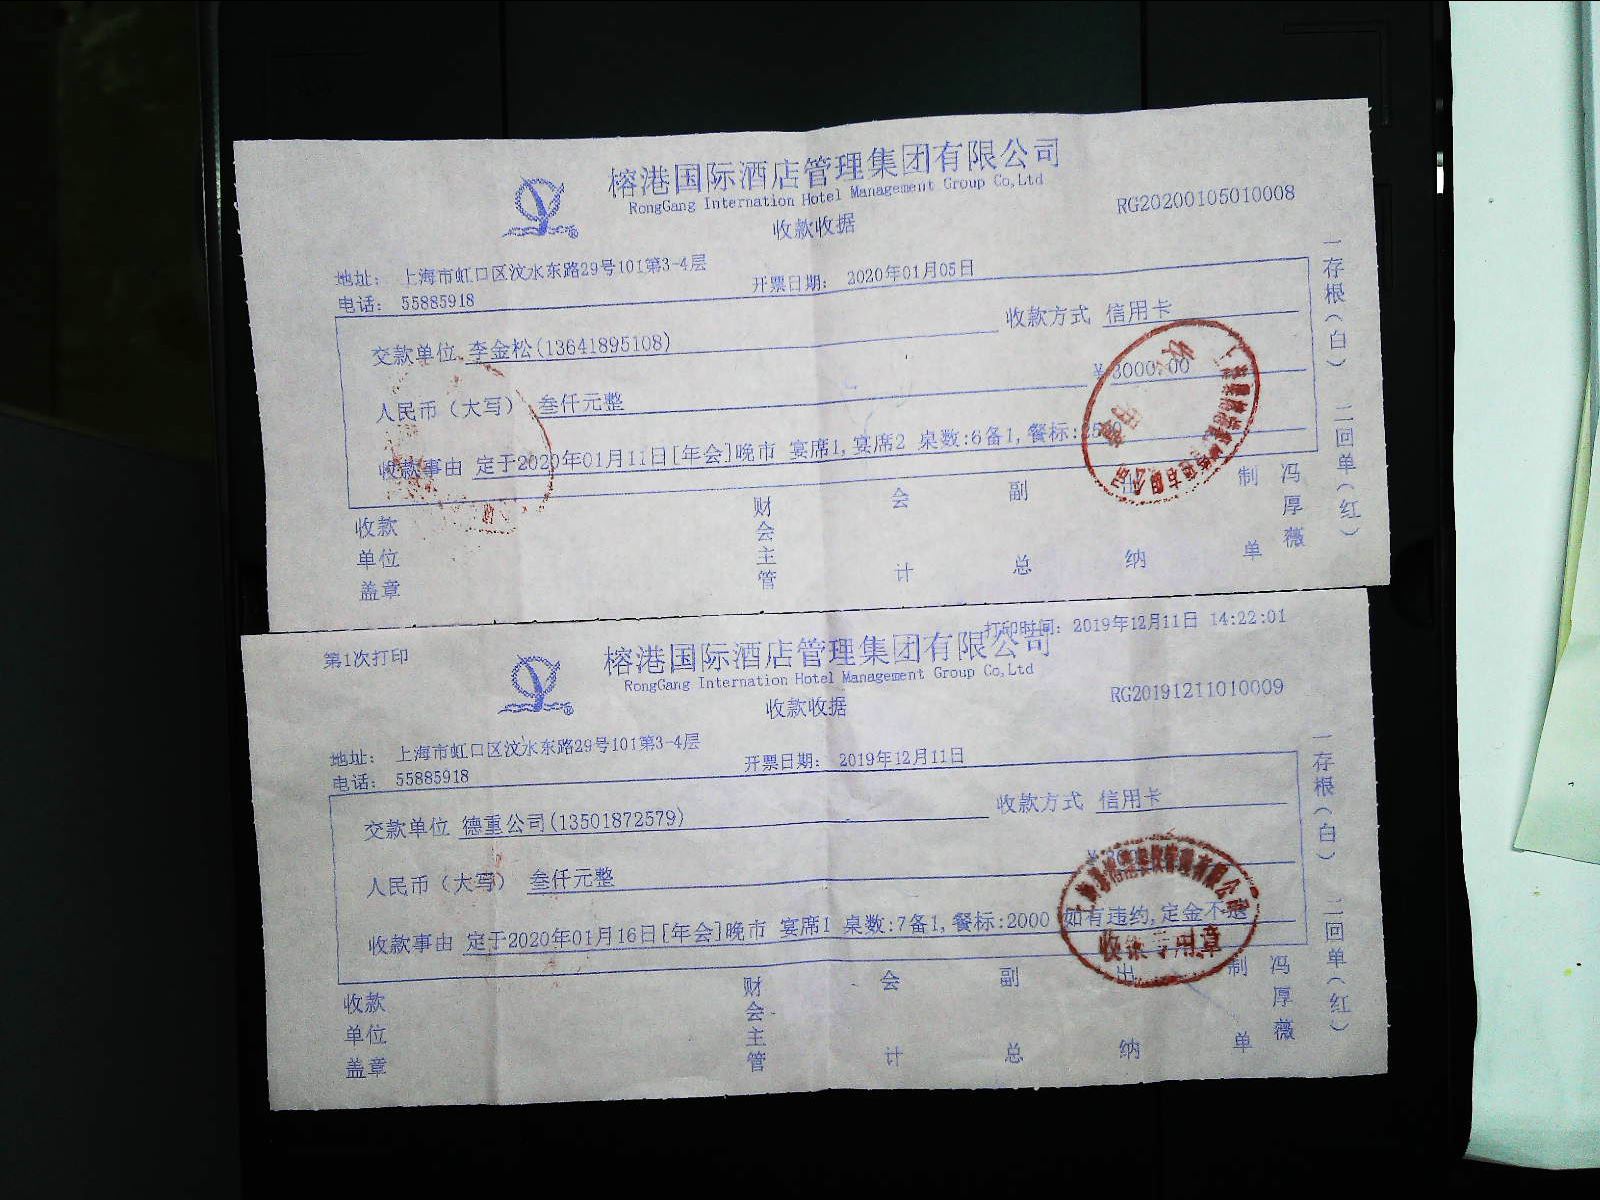 榕港国际酒店管理集团有限公司
RongGang Internation Hotel Management Group Co,Ltd
收款收据
RG20200105010008
地址： 上海市虹口区汶水东路29号101第3-4层
电话： 55885918
开票日期： 2020年01月05日
交款单位 李金松(13641895108)
收款方式 信用卡
人民币（大写） 叁仟元整
¥ 3000.00
收款事由 定于2020年01月11日[年会]晚市 宴席1,宴席2 桌数:6备1,餐标:
收款单位盖章
财会主管
会计
副总
出纳
制单
冯厚薇
一存根（白） 二回单（红）
第1次打印
打印时间： 2019年12月11日 14:22:01
榕港国际酒店管理集团有限公司
RongGang Internation Hotel Management Group Co,Ltd
收款收据
RG20191211010009
地址： 上海市虹口区汶水东路29号101第3-4层
电话： 55885918
开票日期： 2019年12月11日
交款单位 德重公司(13501872579)
收款方式 信用卡
人民币（大写） 叁仟元整
¥
收款事由 定于2020年01月16日[年会]晚市 宴席1 桌数:7备1,餐标:2000 如有违约,定金不退
收银专用章
收款单位盖章
财会主管
会计
副总
出纳
制单
冯厚薇
一存根（白） 二回单（红）